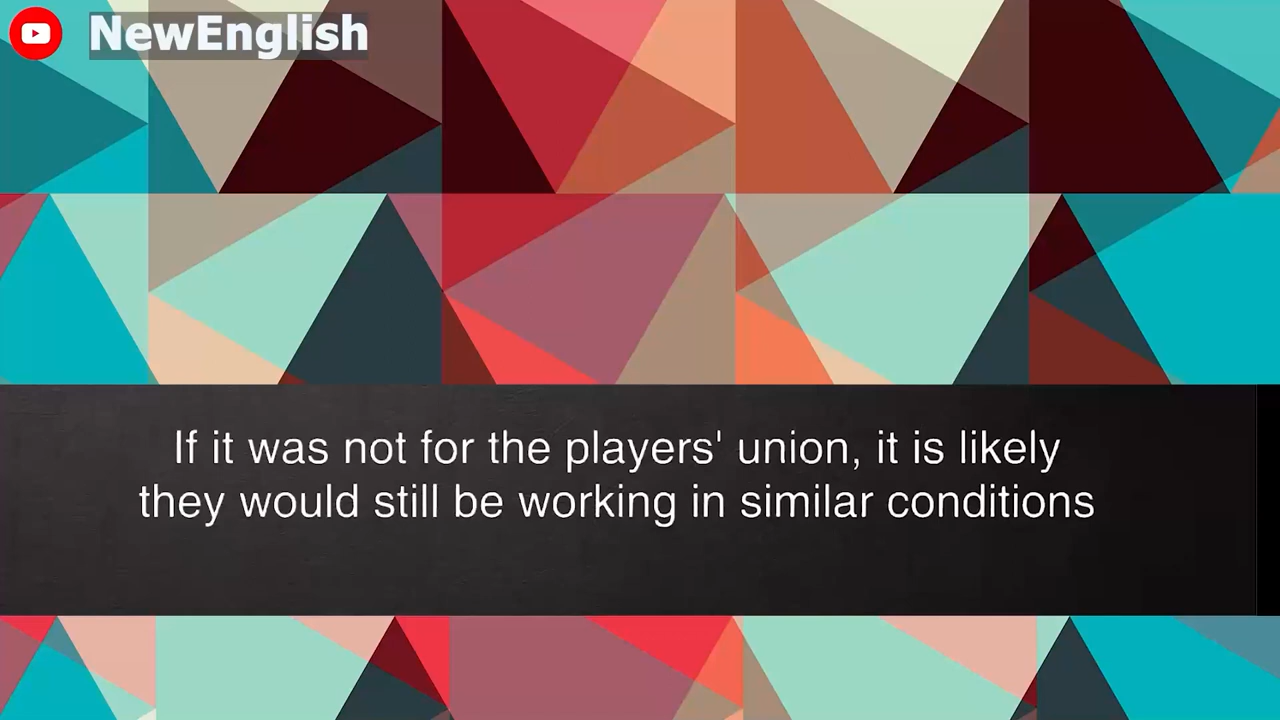 NewEnglish
If it was not for the players' union, it is likely
they would still be working in similar conditions